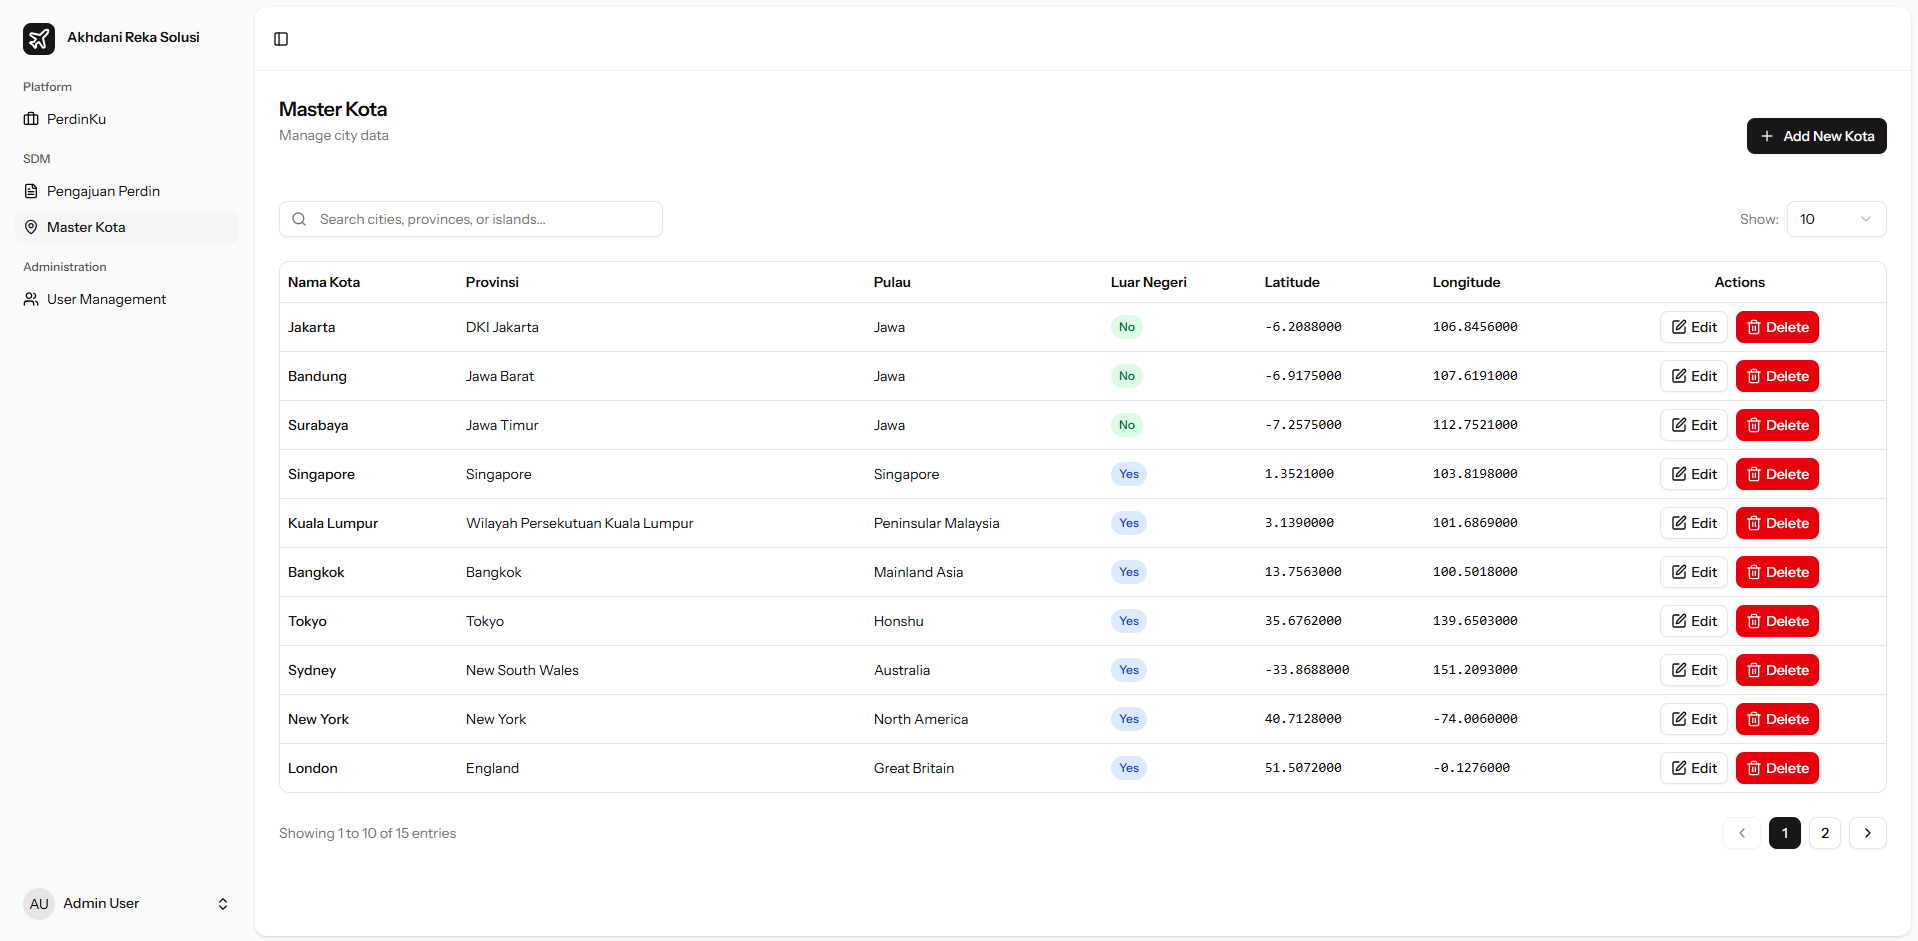 Akhdani Reka Solusi
Platform
PerdinKu
SDM
Pengajuan Perdin
Master Kota
Administration
User Management
AU Admin User
Master Kota
Manage city data
Add New Kota
Search cities, provinces, or islands...
Show: 10
Nama Kota Provinsi Pulau Luar Negeri Latitude Longitude Actions
Jakarta DKI Jakarta Jawa No -6.2088000 106.8456000 Edit Delete
Bandung Jawa Barat Jawa No -6.9175000 107.6191000 Edit Delete
Surabaya Jawa Timur Jawa No -7.2575000 112.7521000 Edit Delete
Singapore Singapore Singapore Yes 1.3521000 103.8198000 Edit Delete
Kuala Lumpur Wilayah Persekutuan Kuala Lumpur Peninsular Malaysia Yes 3.1390000 101.6869000 Edit Delete
Bangkok Bangkok Mainland Asia Yes 13.7563000 100.5018000 Edit Delete
Tokyo Tokyo Honshu Yes 35.6762000 139.6503000 Edit Delete
Sydney New South Wales Australia Yes -33.8688000 151.2093000 Edit Delete
New York New York North America Yes 40.7128000 -74.0060000 Edit Delete
London England Great Britain Yes 51.5072000 -0.1276000 Edit Delete
Showing 1 to 10 of 15 entries
1 2